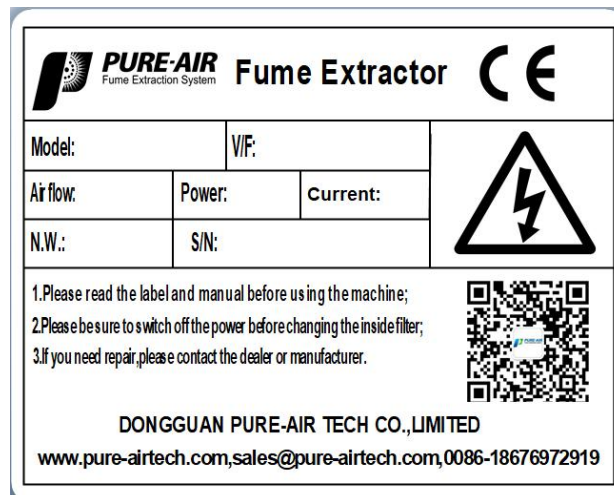 PURE-AIR
Fume Extraction System
Fume Extractor CE
Model: V/F:
Air flow: Power: Current:
N.W.: S/N:
1.Please read the label and manual before using the machine;
2.Please be sure to switch off the power before changing the inside filter;
3.If you need repair,please contact the dealer or manufacturer.
PURE-AIR
DONGGUAN PURE-AIR TECH CO.,LIMITED
www.pure-airtech.com,sales@pure-airtech.com,0086-18676972919